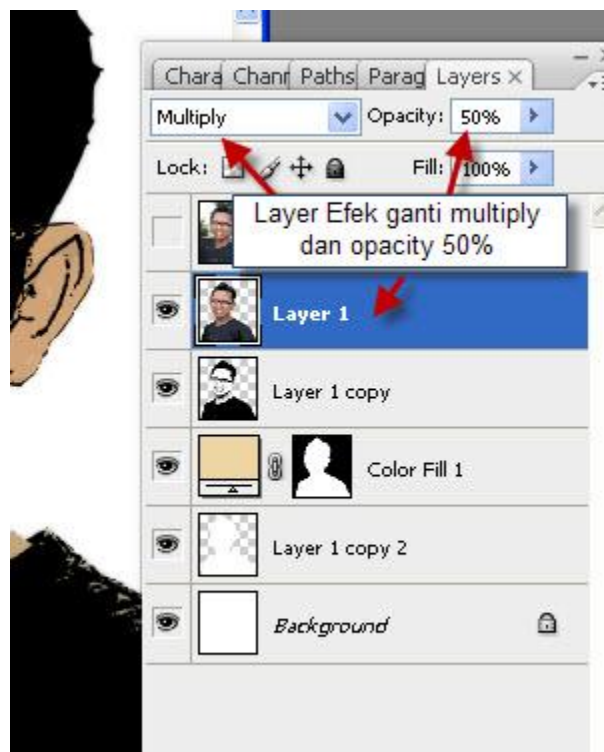 Chara Chanr Paths Parag Layers ×
Multiply Opacity: 50%
Lock: Fill: 100%
Layer Efek ganti multiply
dan opacity 50%
Layer 1
Layer 1 copy
Color Fill 1
Layer 1 copy 2
Background